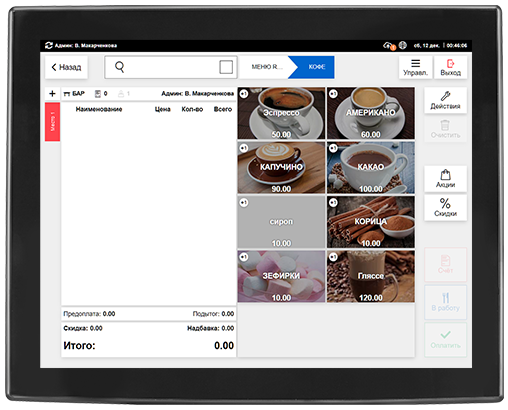 Админ: В. Макарченкова
сб, 12 дек. | 00:46:06
Назад
МЕНЮ R...
КОФЕ
Управл.
Выход
+ БАР 0 1 Админ: В. Макарченкова
Наименование Цена Кол-во Всего
Место 1
+1 Эспрессо 50.00
+1 АМЕРИКАНО 60.00
+1 КАПУЧИНО 90.00
+1 КАКАО 100.00
+1 сироп 10.00
+1 КОРИЦА 10.00
+1 ЗЕФИРКИ 10.00
+1 Глясе 120.00
Действия
Очистить
Акции
Скидки
Счет
В работу
Оплатить
Предоплата: 0.00 Подытог: 0.00
Скидка: 0.00 Надбавка: 0.00
Итого: 0.00